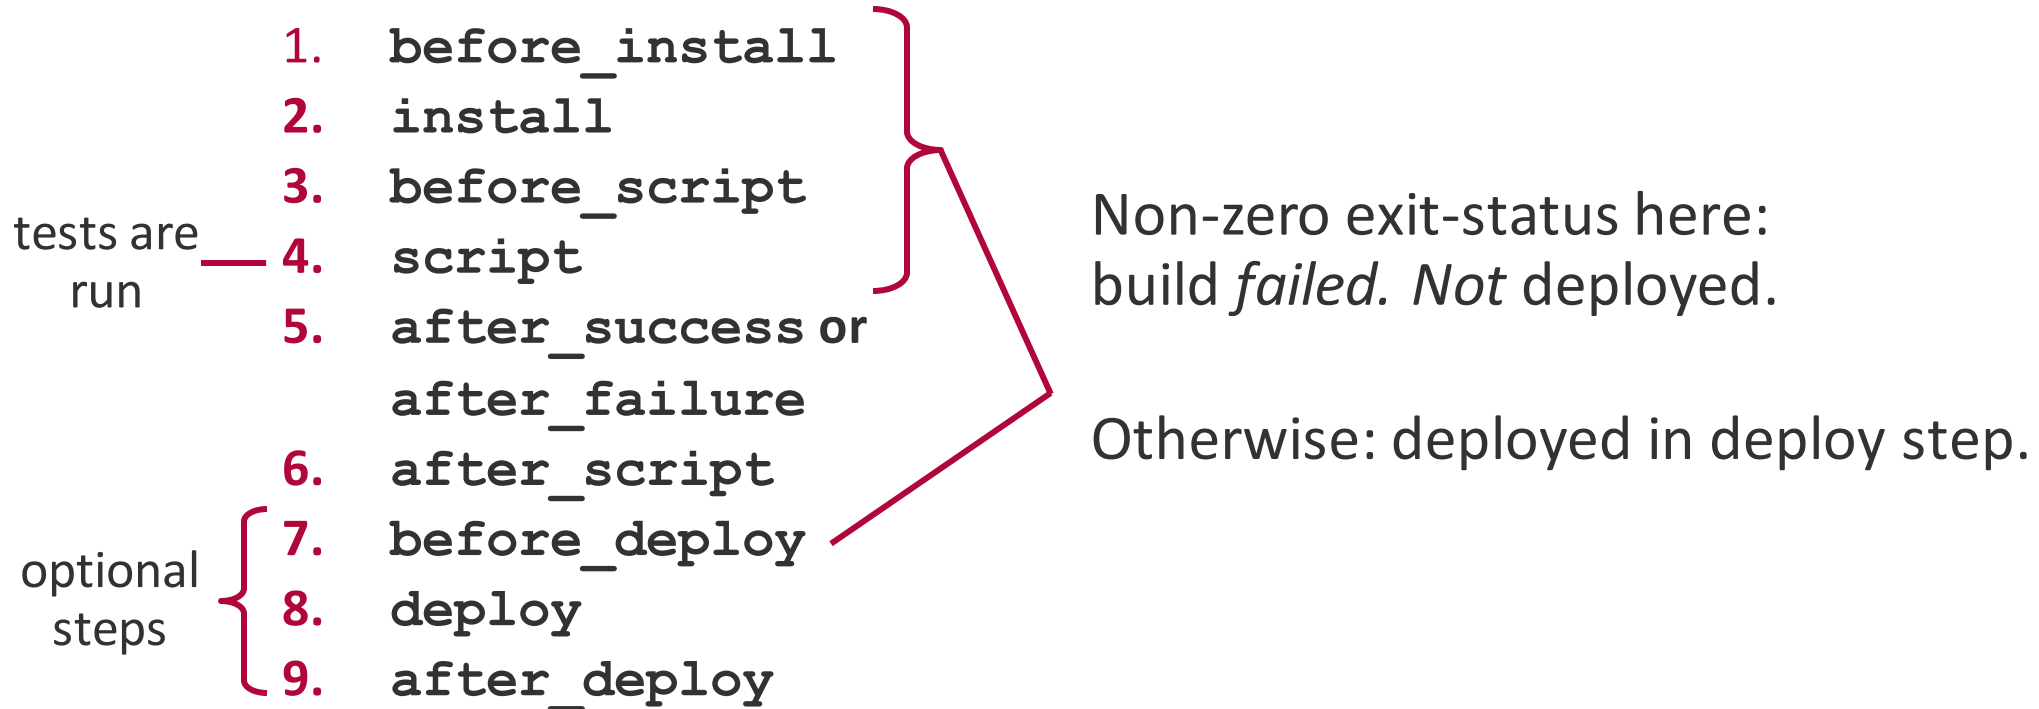 1. before_install
2. install
3. before_script
tests are
run
4. script
5. after_success or
after_failure
6. after_script
optional
steps
7. before_deploy
8. deploy
9. after_deploy
Non-zero exit-status here:
build failed. Not deployed.
Otherwise: deployed in deploy step.